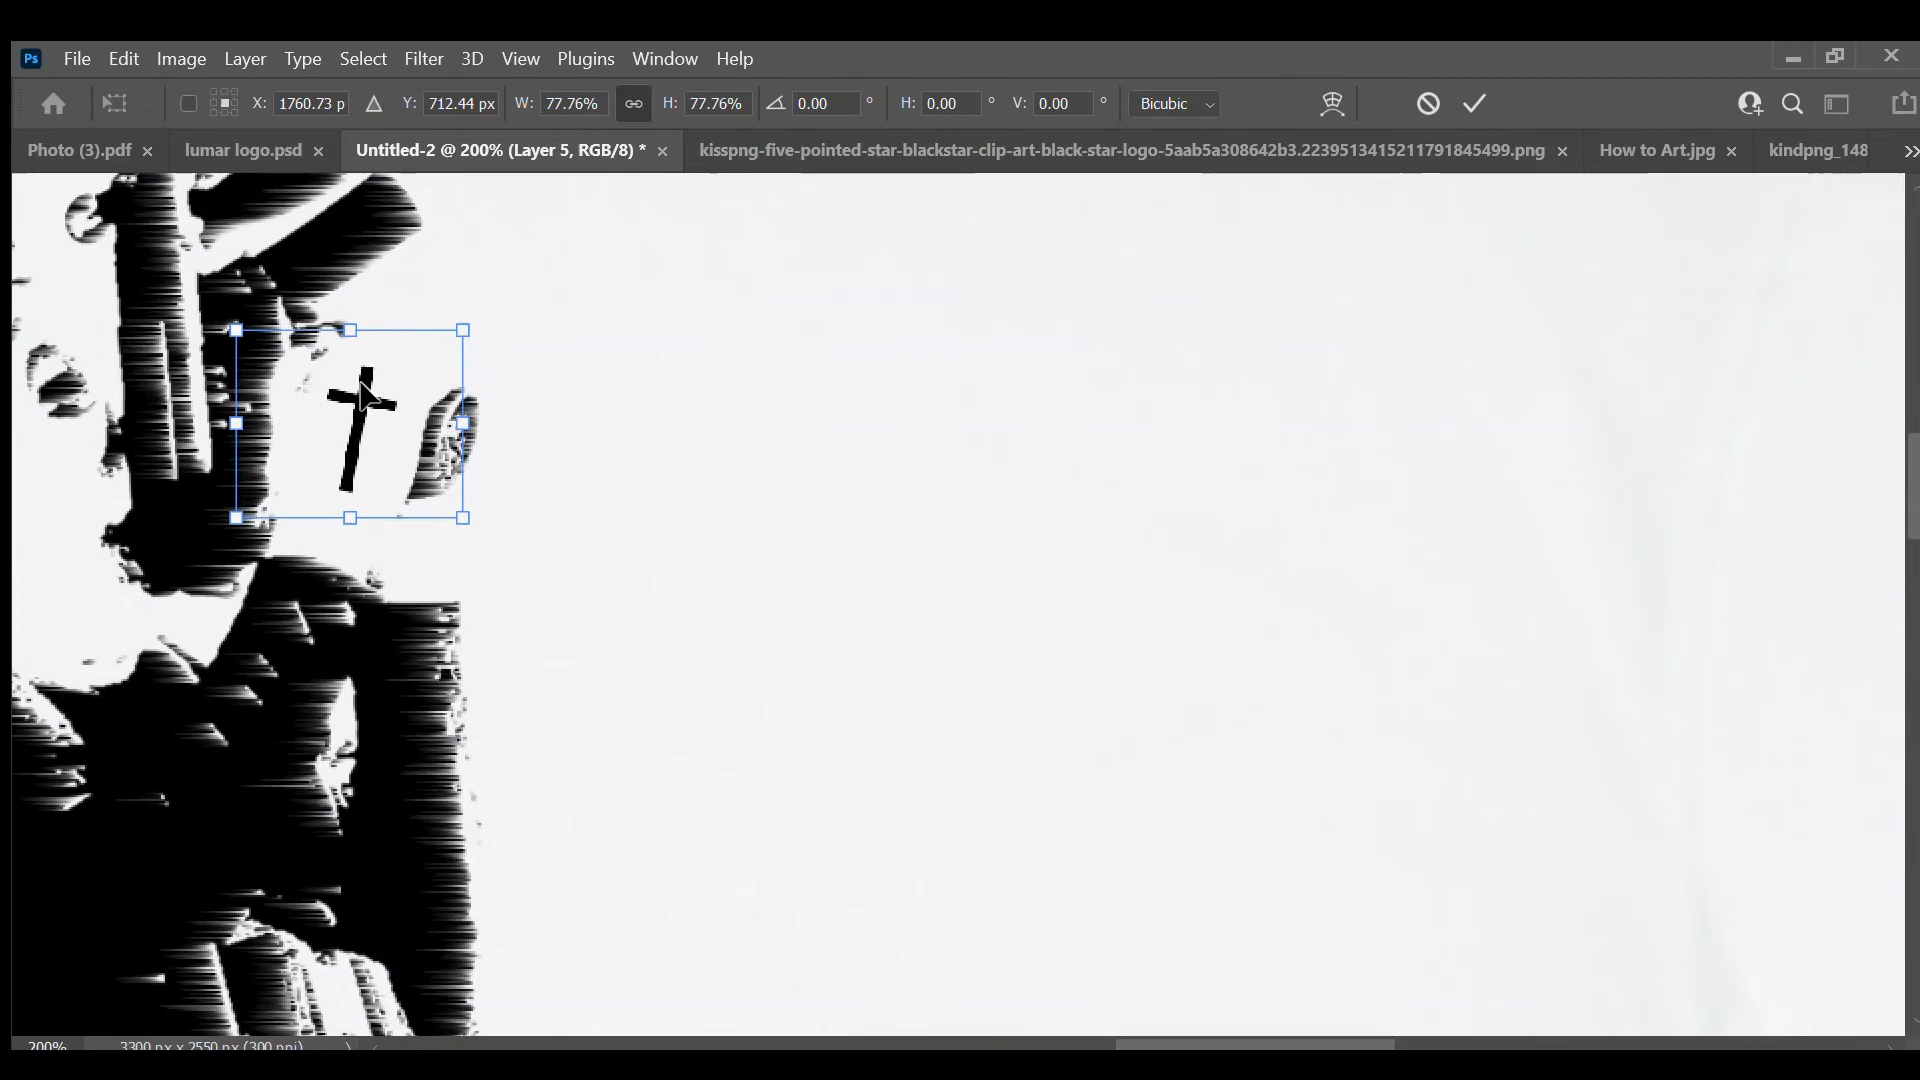 Ps File Edit Image Layer Type Select Filter 3D View Plugins Window Help
X: 1760.73 p Y: 712.44 px W: 77.76% H: 77.76% 0.00 ° H: 0.00 ° V: 0.00 ° Bicubic
Photo (3).pdf × lumar logo.psd × Untitled-2 @ 200% (Layer 5, RGB/8) * × kisspng-five-pointed-star-blackstar-clip-art-black-star-logo-5aab5a308642b3.2239513415211791845499.png × How to Art.jpg × kindpng_148 »
200% 3300 px x 2550 px (300 ppi)